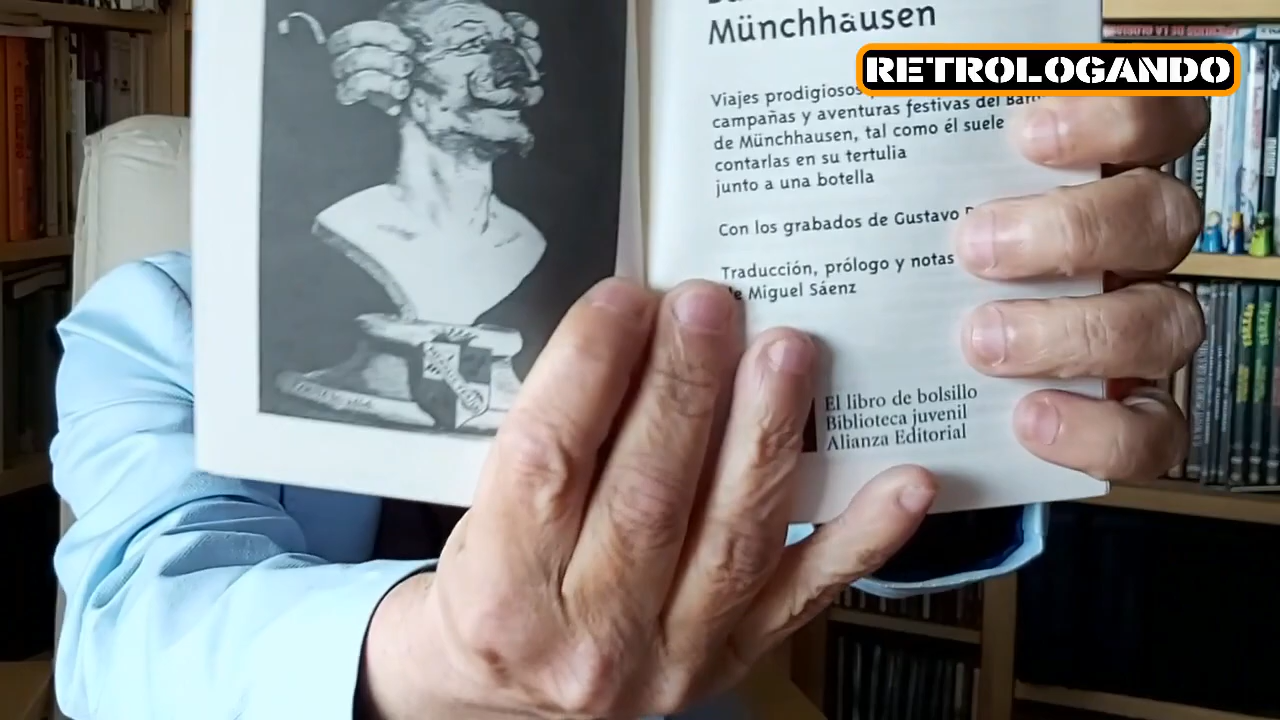 Münchhausen
RETROLOGANDO
Viajes prodigiosos
campañas y aventuras festivas del
de Münchhausen, tal como él suele
contarlas en su tertulia
junto a una botella
Con los grabados de Gustavo
Traducción, prólogo y notas
de Miguel Sáenz
El libro de bolsillo
Biblioteca juvenil
Alianza Editorial